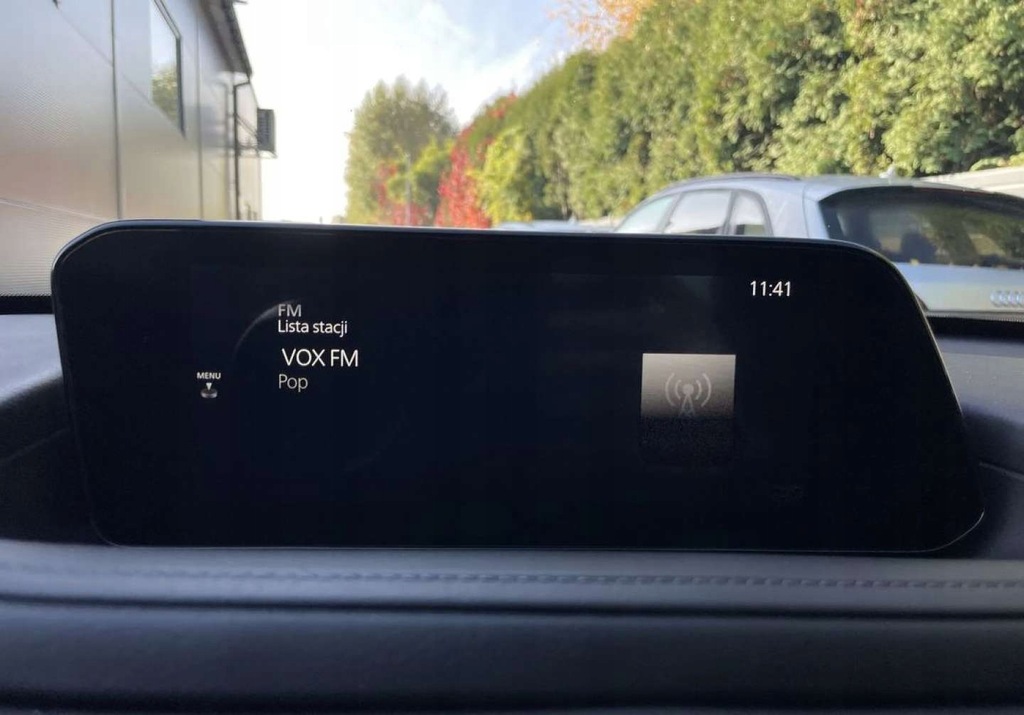 11:41
FM
Lista stacji
VOX FM
Pop
MENU